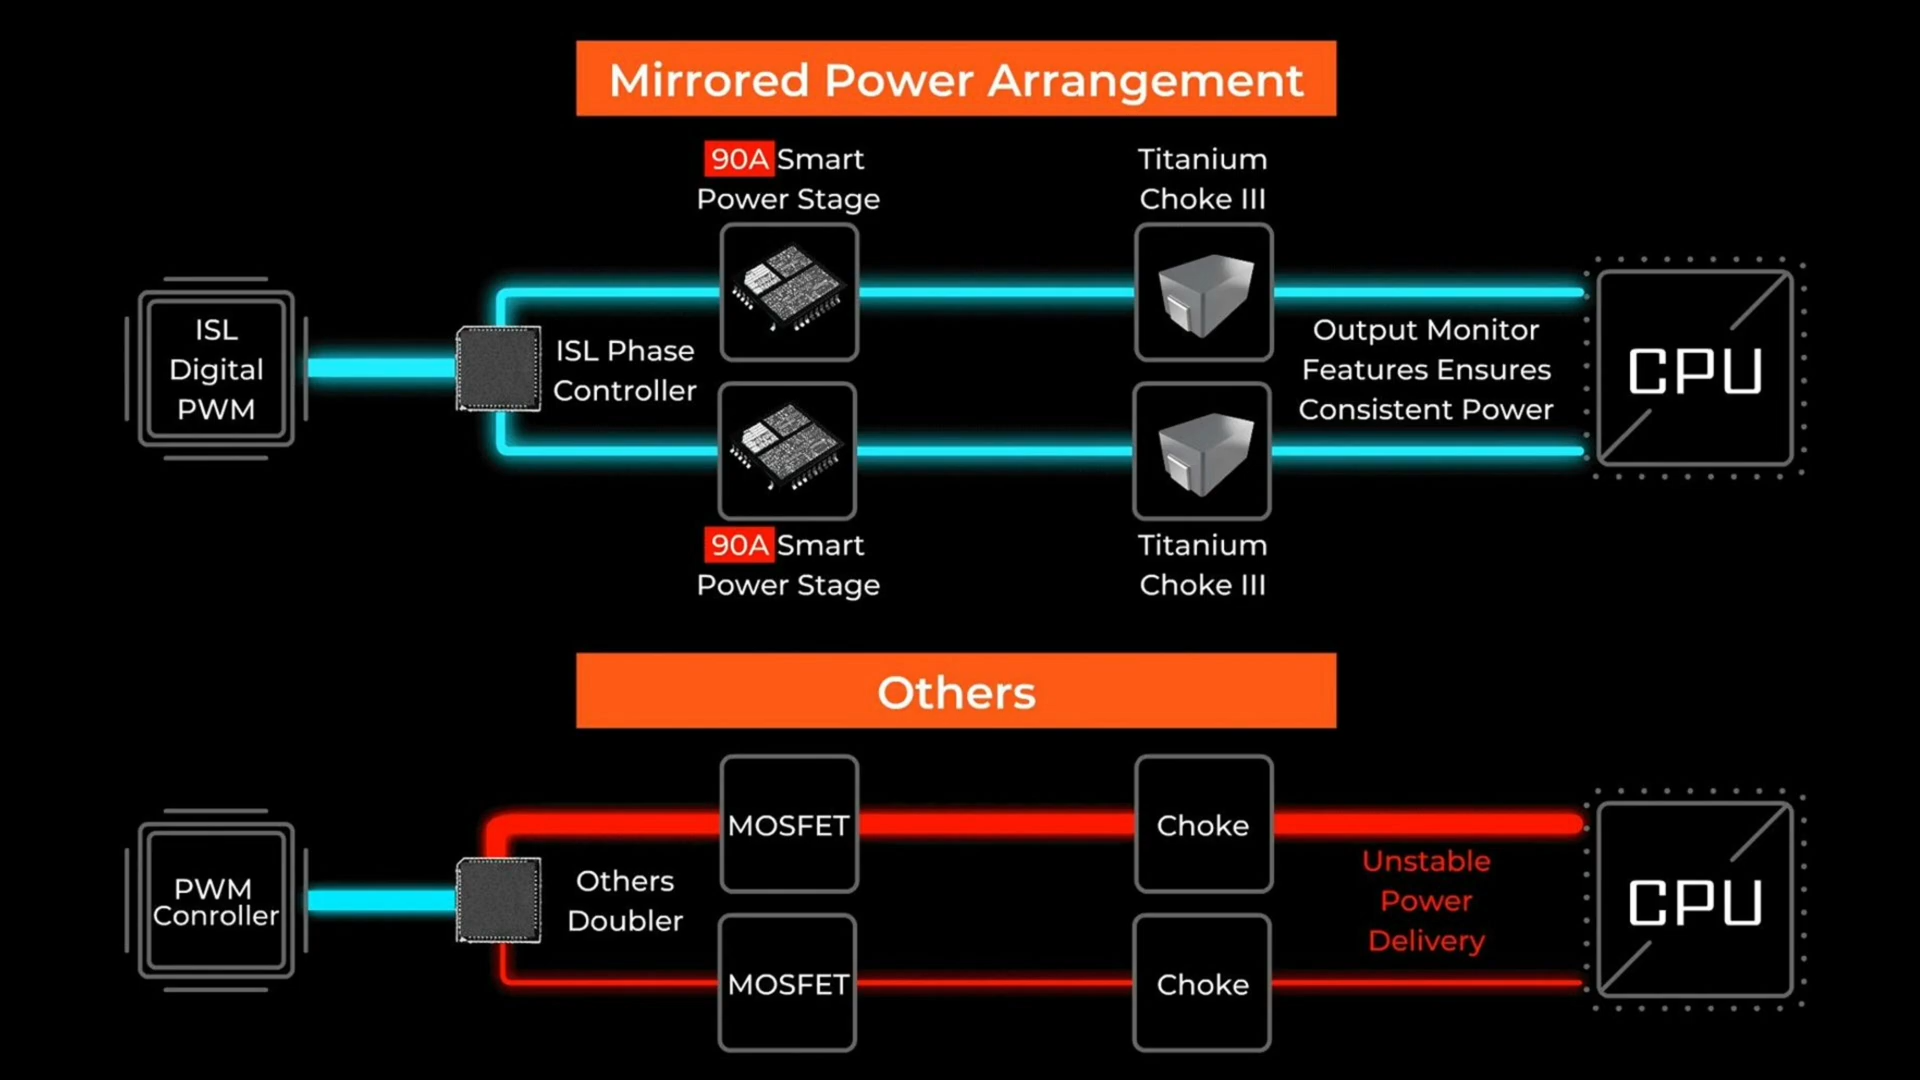 Mirrored Power Arrangement
90A Smart
Power Stage
Titanium
Choke III
ISL
Digital
PWM
ISL Phase
Controller
Output Monitor
Features Ensures
Consistent Power
CPU
90A Smart
Power Stage
Titanium
Choke III
Others
PWM
Conroller
Others
Doubler
MOSFET
Choke
MOSFET
Choke
Unstable
Power
Delivery
CPU